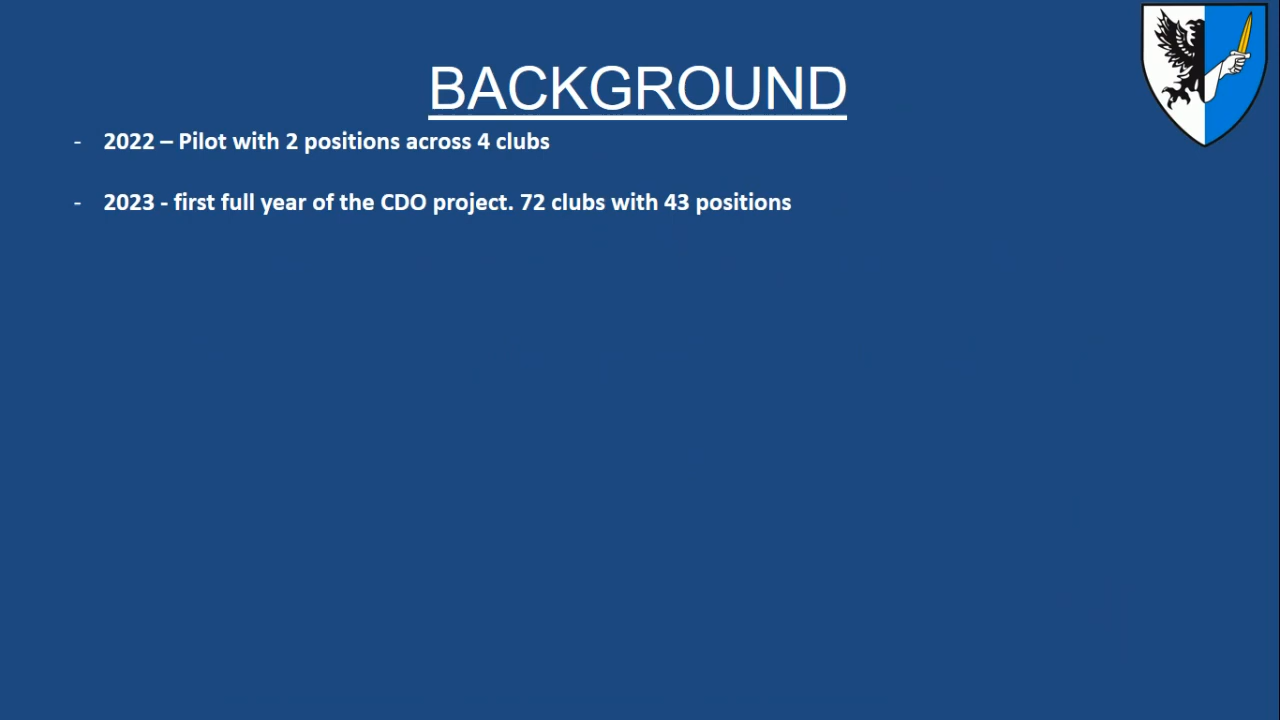 BACKGROUND
- 2022 – Pilot with 2 positions across 4 clubs
- 2023 - first full year of the CDO project. 72 clubs with 43 positions